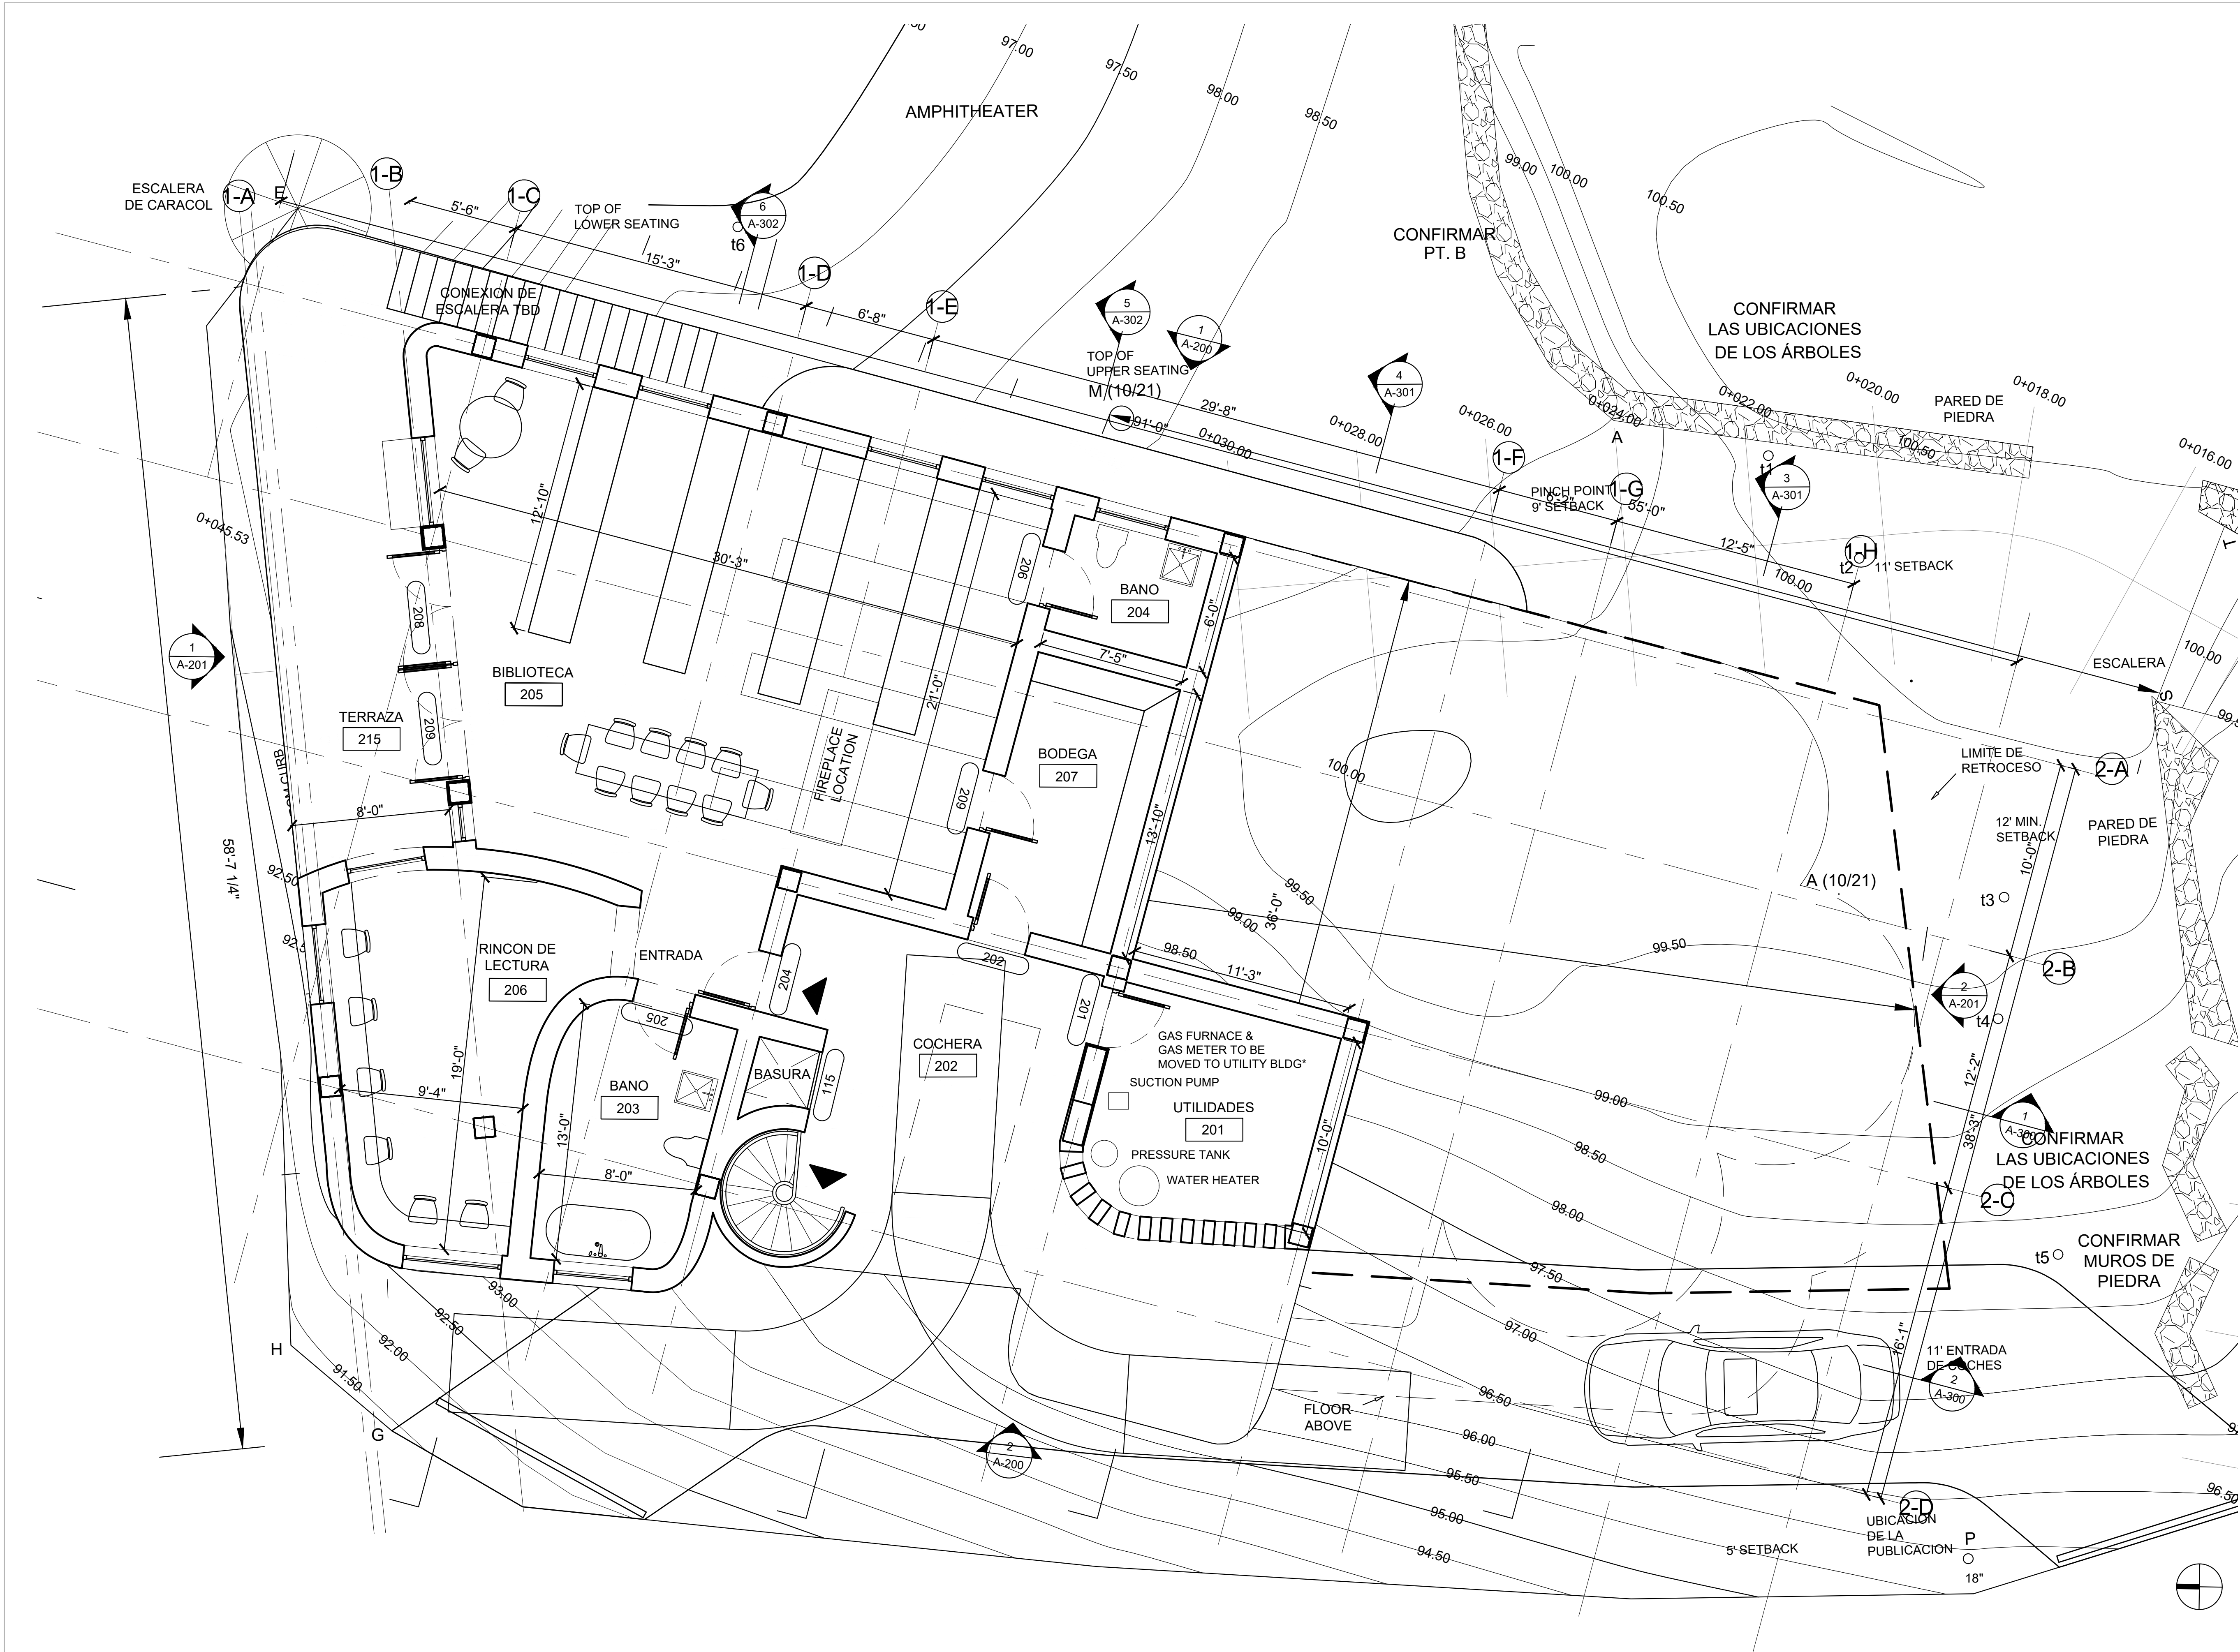 97.00
97.50
98.00
98.50
AMPHITHEATER
ESCALERA
DE CARACOL
1-A
E
1-B
1-C
5'-6"
TOP OF
LOWER SEATING
6
A-302
t6
15'-3"
CONEXION DE
ESCALERA TBD
1-D
6'-8"
1-E
5
A-302
1
A-200
TOP OF
UPPER SEATING
M (10/21)
91'-0"
29'-8"
4
A-301
0+030.00
0+028.00
0+026.00
0+024.00
0+022.00
0+020.00
0+018.00
0+016.00
99.00
100.00
100.50
CONFIRMAR
PT. B
CONFIRMAR
LAS UBICACIONES
DE LOS ÁRBOLES
PARED DE
PIEDRA
100.50
A
t1
3
A-301
1-F
PINCH POINT
9' SETBACK
6'-2"
1-G
55'-0"
12'-5"
1-H
t2
11' SETBACK
100.00
100.00
ESCALERA
S
0+045.53
12'-10"
30'-3"
206
BANO
204
9'-0"
7'-5"
208
1
A-201
BIBLIOTECA
205
TERRAZA
215
209
21'-0"
FIREPLACE
LOCATION
BODEGA
207
209
13'-10"
8'-0"
58'-7 1/4"
92.50
100.00
99.50
99.00
98.50
11'-3"
36'-0"
99.50
LIMITE DE
RETROCESO
2-A
12' MIN.
SETBACK
10'-0"
PARED DE
PIEDRA
A (10/21)
t3
2-B
2
A-201
t4
RINCON DE
LECTURA
206
ENTRADA
204
202
201
205
19'-0"
9'-4"
13'-0"
BANO
203
8'-0"
BASURA
115
COCHERA
202
GAS FURNACE &
GAS METER TO BE
MOVED TO UTILITY BLDG*
SUCTION PUMP
UTILIDADES
201
PRESSURE TANK
WATER HEATER
10'-0"
99.00
98.50
98.00
97.50
97.00
96.50
96.00
95.50
95.00
94.50
12'-2"
38'-3"
1
A-300
CONFIRMAR
LAS UBICACIONES
DE LOS ÁRBOLES
2-C
t5
CONFIRMAR
MUROS DE
PIEDRA
16'-1"
11' ENTRADA
DE COCHES
2
A-300
FLOOR
ABOVE
93.00
92.50
92.00
91.50
H
G
2
A-200
2-D
UBICACION
DE LA
PUBLICACION
P
18"
5' SETBACK
96.50